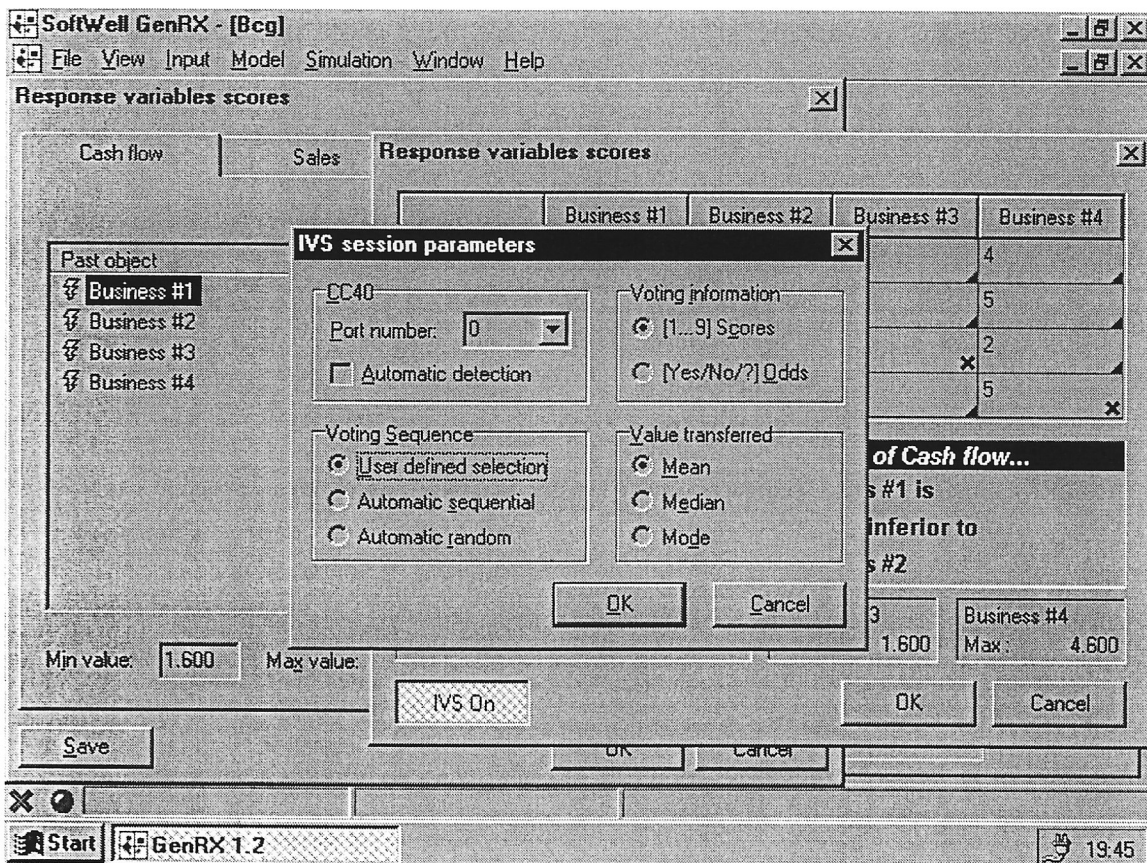 SoftWell GenRX - [Bcg]
File View Input Model Simulation Window Help
Response variables scores
Cash flow
Sales
Past object
Business #1
Business #2
Business #3
Business #4
Min value: 1.600 Max value:
Save
OK Cancel
Response variables scores
Business #1 Business #2 Business #3 Business #4
4
5
2
5
of Cash flow...
s #1 is
inferior to
s #2
3
1.600
Business #4
Max: 4.600
IVS On
OK Cancel
IVS session parameters
CC40
Port number: 0
Automatic detection
Voting information
[1...9] Scores
[Yes/No/?] Odds
Voting Sequence
User defined selection
Automatic sequential
Automatic random
Value transferred
Mean
Median
Mode
OK Cancel
Start GenRX 1.2 19:45